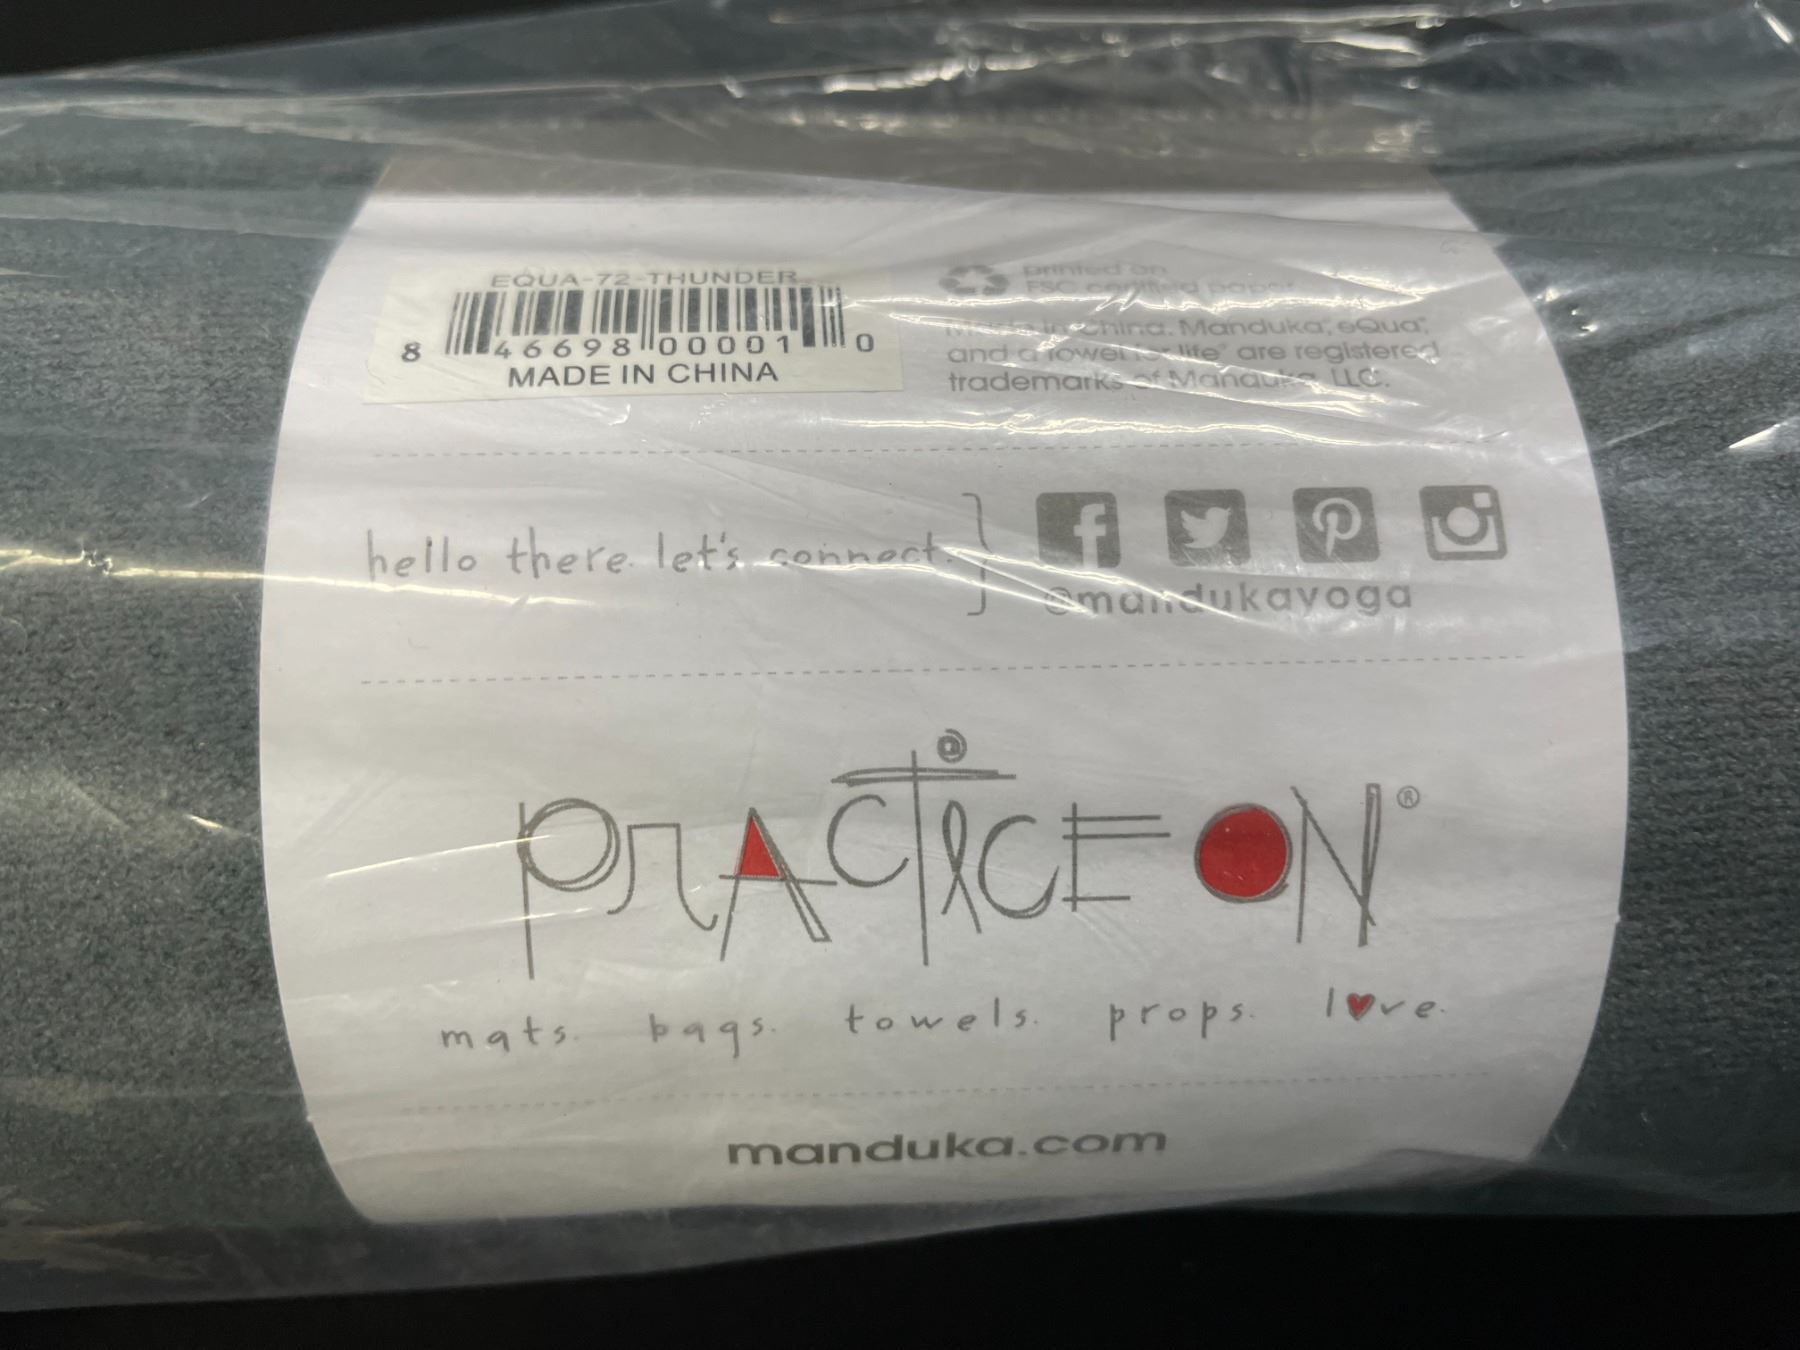 EQUA-72-THUNDER
8 46698 00001 0
MADE IN CHINA
printed on
FSC certified paper.
Made in China. Manduka®, eQua®,
and a towel for life® are registered
trademarks of Manduka, LLC.
hello there. let's connect.
@mandukayoga
PrACTiCE ON®
mats. bags. towels. props. l♥ve.
manduka.com